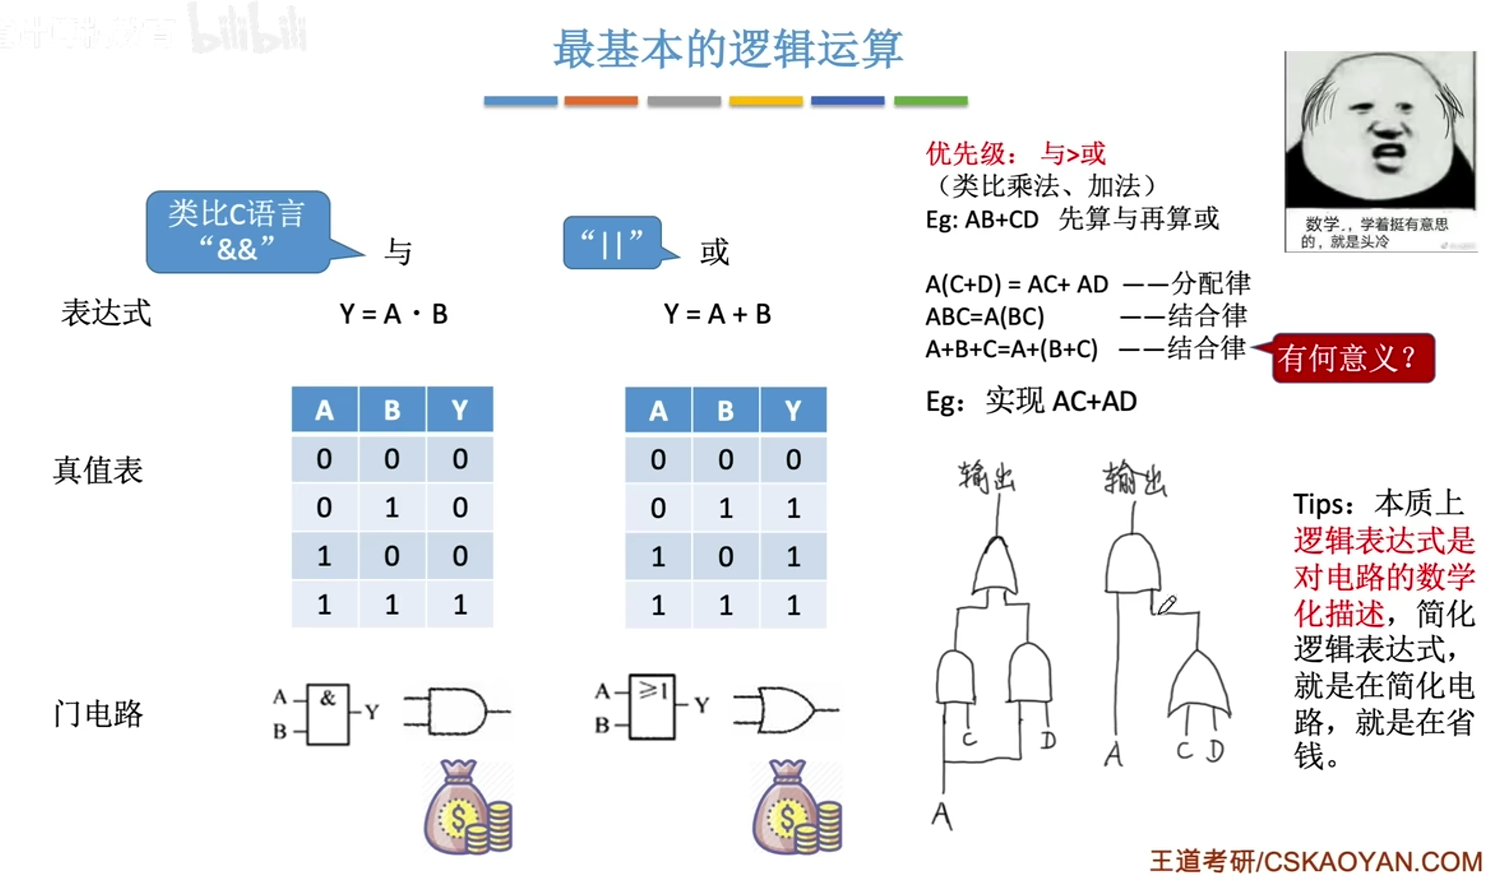 bilibili
最基本的逻辑运算
类比C语言
“&&”
与
“||”
或
表达式
Y = A · B
Y = A + B
真值表
A B Y
0 0 0
0 1 0
1 0 0
1 1 1
A B Y
0 0 0
0 1 1
1 0 1
1 1 1
门电路
A
B
&
Y
A
B
≥1
Y
$
$
优先级： 与>或
（类比乘法、加法）
Eg: AB+CD 先算与再算或
A(C+D) = AC+ AD ——分配律
ABC=A(BC) ——结合律
A+B+C=A+(B+C) ——结合律
有何意义？
Eg：实现 AC+AD
输出
C
D
A
输出
A
C
D
数学.，学着挺有意思
的，就是头冷
Tips：本质上
逻辑表达式是
对电路的数学
化描述，简化
逻辑表达式，
就是在简化电
路，就是在省
钱。
王道考研/CSKAOYAN.COM